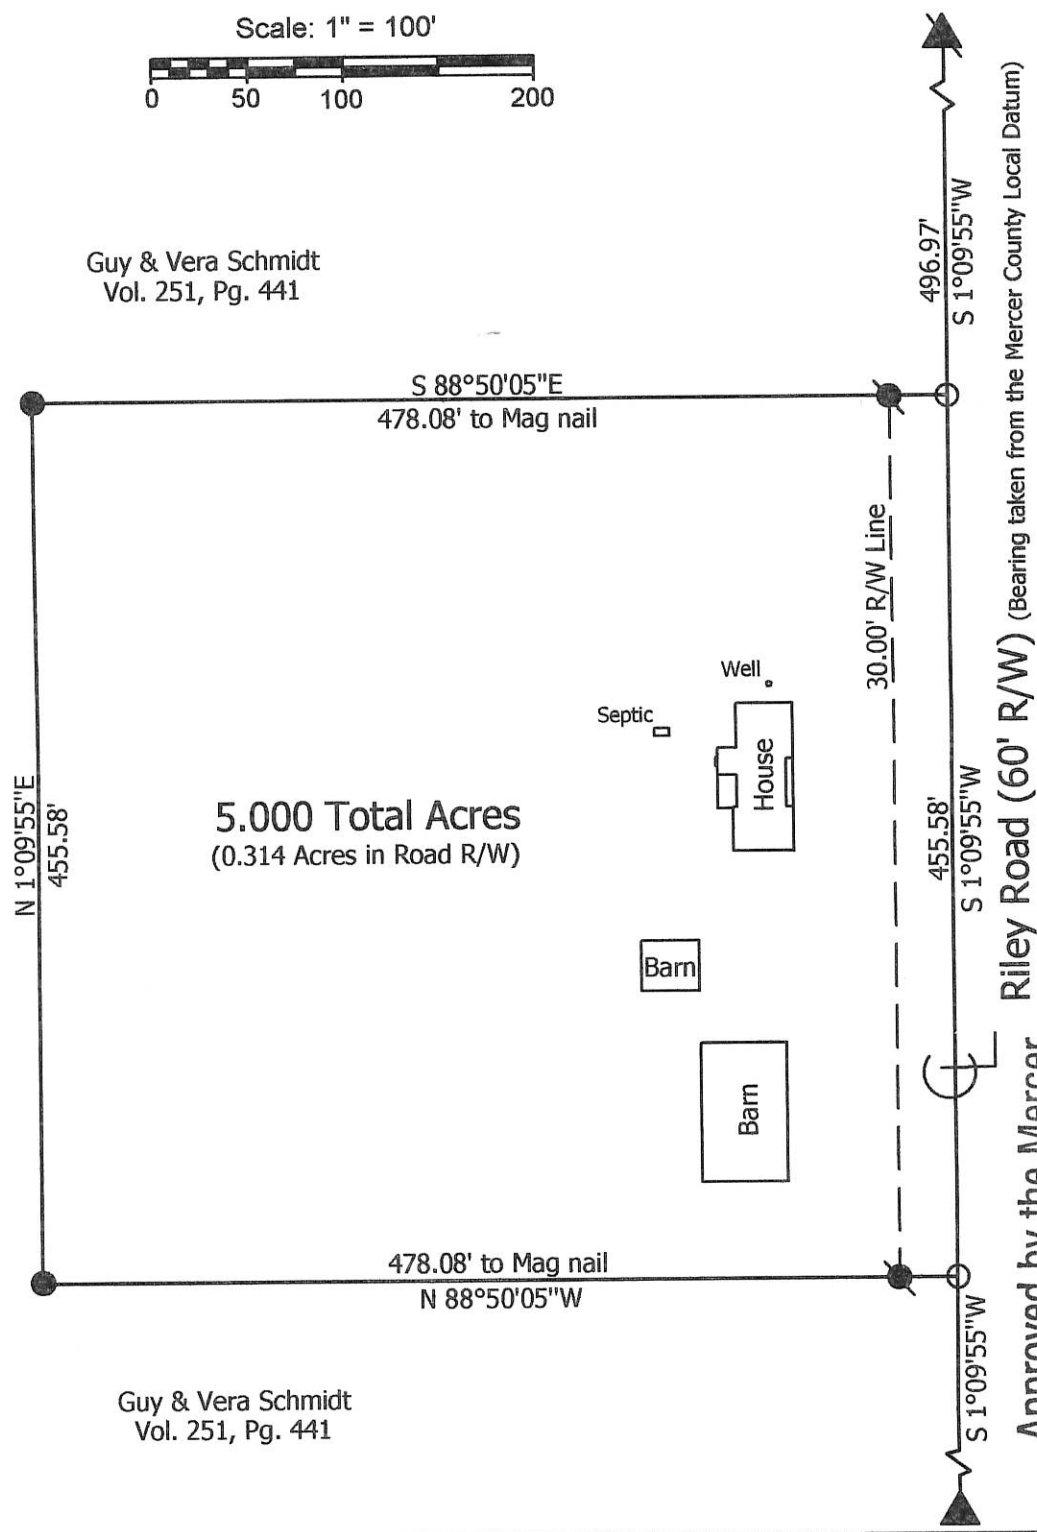 Scale: 1" = 100'
0 50 100 200
Guy & Vera Schmidt
Vol. 251, Pg. 441
496.97'
S 1°09'55"W
S 88°50'05"E
478.08' to Mag nail
30.00' R/W Line
Well
Septic
House
N 1°09'55"E
455.58'
5.000 Total Acres
(0.314 Acres in Road R/W)
455.58'
S 1°09'55"W
Riley Road (60' R/W) (Bearing taken from the Mercer County Local Datum)
Barn
Barn
478.08' to Mag nail
N 88°50'05"W
Guy & Vera Schmidt
Vol. 251, Pg. 441
S 1°09'55"W
Approved by the Mercer